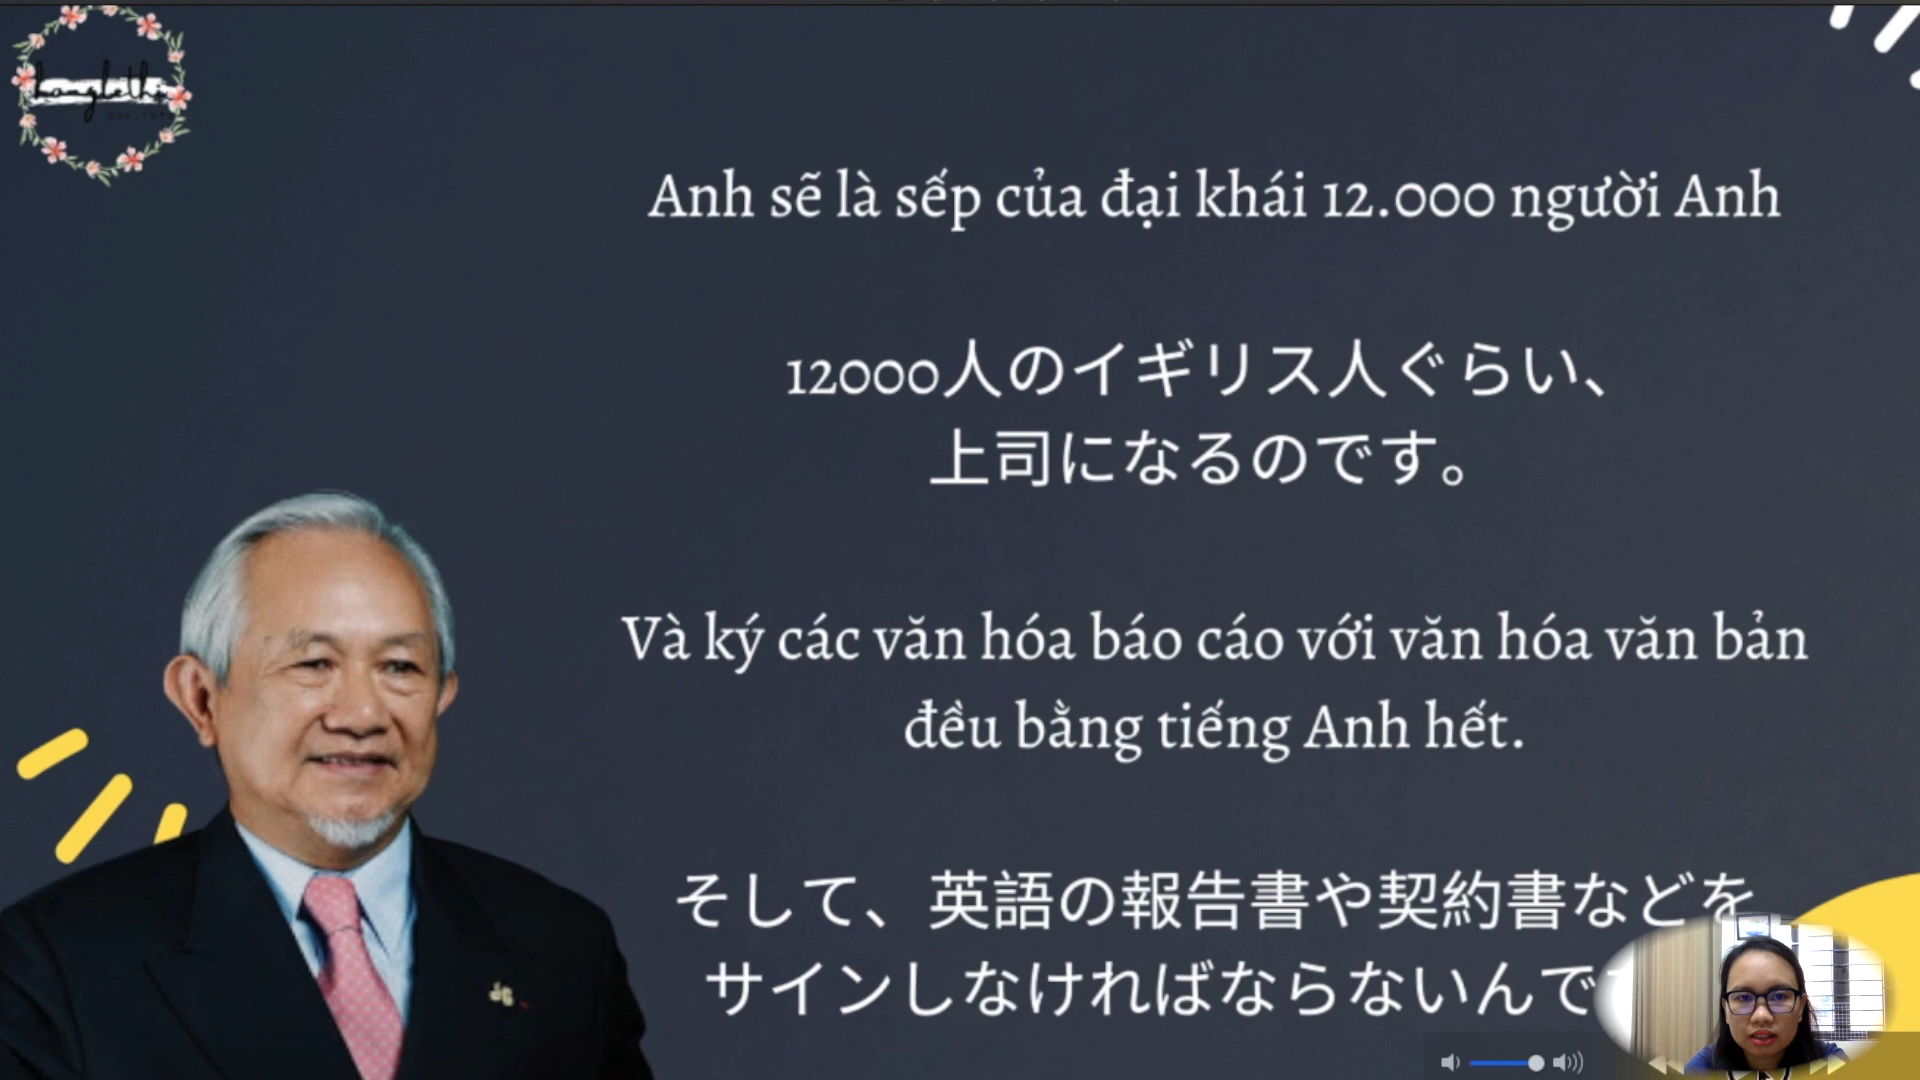 Anh sẽ là sếp của đại khái 12.000 người Anh
12000人のイギリス人ぐらい、
上司になるのです。
Và ký các văn hóa báo cáo với văn hóa văn bản
đều bằng tiếng Anh hết.
そして、英語の報告書や契約書などを
サインしなければならないんで